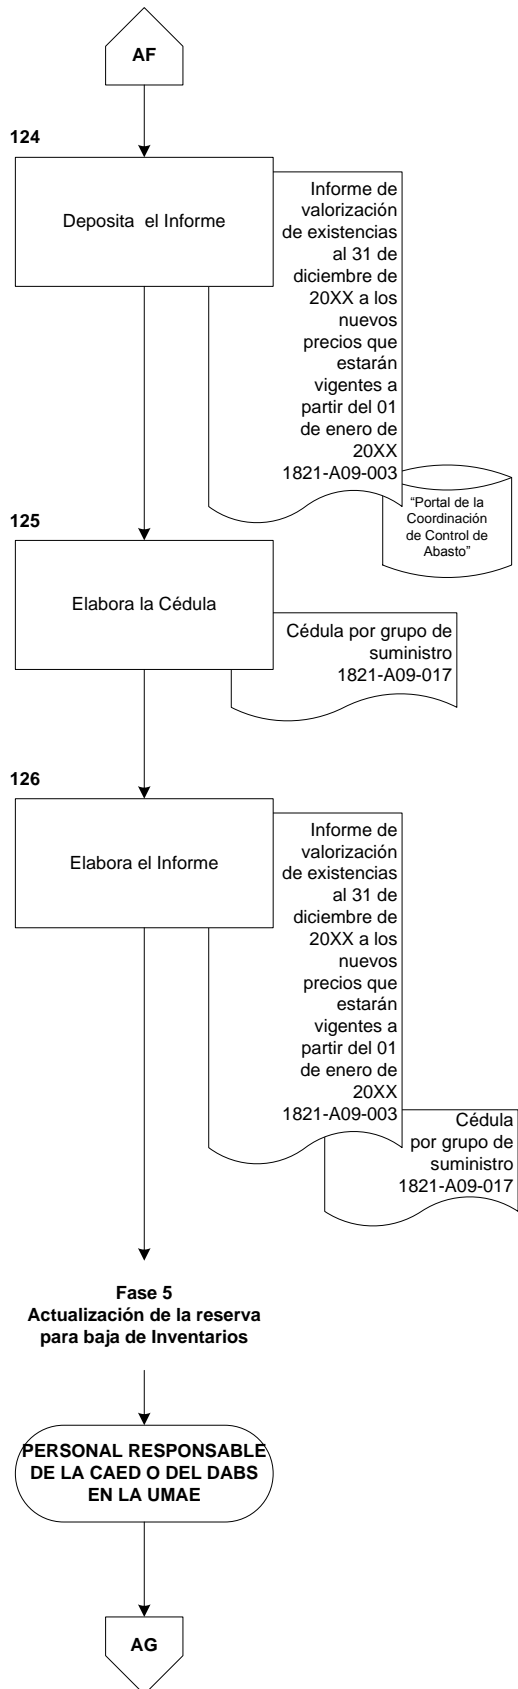 AF
124
Deposita el Informe
Informe de
valorización
de existencias
al 31 de
diciembre de
20XX a los
nuevos
precios que
estarán
vigentes a
partir del 01
de enero de
20XX
1821-A09-003
“Portal de la
Coordinación
de Control de
Abasto”
125
Elabora la Cédula
Cédula por grupo de
suministro
1821-A09-017
126
Elabora el Informe
Informe de
valorización
de existencias
al 31 de
diciembre de
20XX a los
nuevos
precios que
estarán
vigentes a
partir del 01
de enero de
20XX
1821-A09-003
Cédula
por grupo de
suministro
1821-A09-017
Fase 5
Actualización de la reserva
para baja de Inventarios
PERSONAL RESPONSABLE
DE LA CAED O DEL DABS
EN LA UMAE
AG